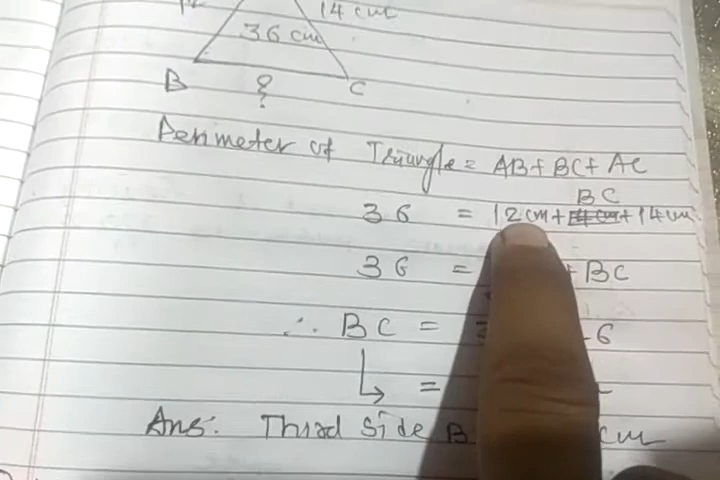 14 cm
36 cm
B ? C
Perimeter of Triangle = AB + BC + AC
BC
36 = 12 cm + + 14 cm
36 = + BC
∴ BC = 6
=
Ans: Third Side B cm